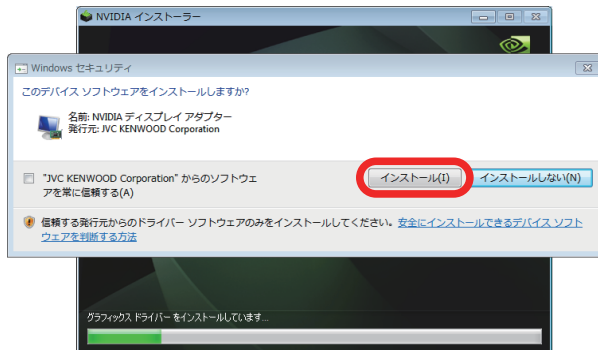 NVIDIA インストーラー
Windows セキュリティ
このデバイス ソフトウェアをインストールしますか?
名前: NVIDIA ディスプレイ アダプター
発行元: JVC KENWOOD Corporation
"JVC KENWOOD Corporation" からのソフトウェ
アを常に信頼する(A)
インストール(I)
インストールしない(N)
信頼する発行元からのドライバー ソフトウェアのみをインストールしてください。安全にインストールできるデバイス ソフト
ウェアを判断する方法
グラフィックス ドライバー をインストールしています...